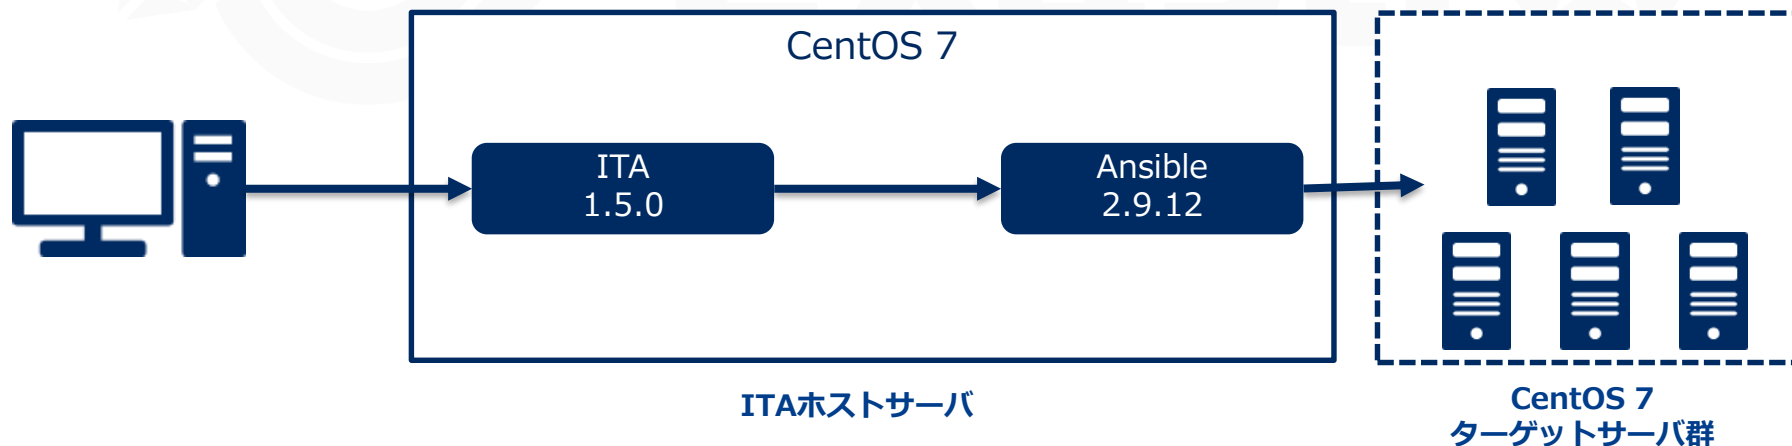 CentOS 7
ITA
1.5.0
Ansible
2.9.12
ITAホストサーバ
CentOS 7
ターゲットサーバ群